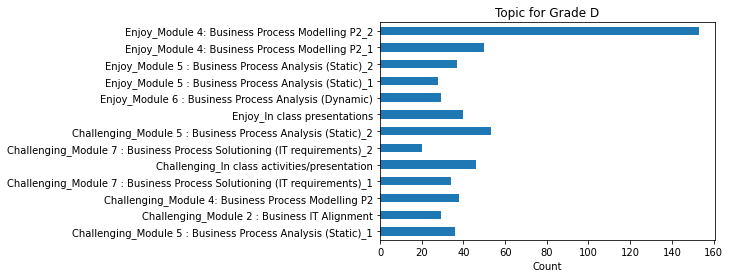 Topic for Grade D
Enjoy_Module 4: Business Process Modelling P2_2
Enjoy_Module 4: Business Process Modelling P2_1
Enjoy_Module 5 : Business Process Analysis (Static)_2
Enjoy_Module 5 : Business Process Analysis (Static)_1
Enjoy_Module 6 : Business Process Analysis (Dynamic)
Enjoy_In class presentations
Challenging_Module 5 : Business Process Analysis (Static)_2
Challenging_Module 7 : Business Process Solutioning (IT requirements)_2
Challenging_In class activities/presentation
Challenging_Module 7 : Business Process Solutioning (IT requirements)_1
Challenging_Module 4: Business Process Modelling P2
Challenging_Module 2 : Business IT Alignment
Challenging_Module 5 : Business Process Analysis (Static)_1
0 20 40 60 80 100 120 140 160
Count